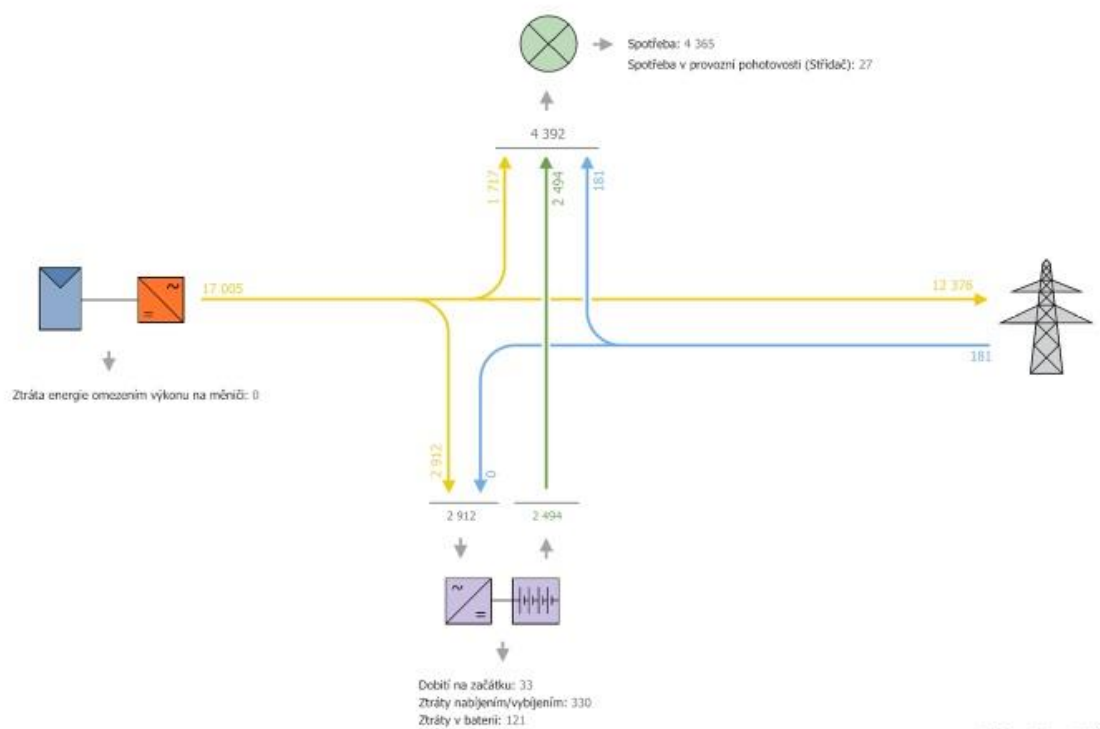 Spotřeba: 4 365
Spotřeba v provozní pohotovosti (Střídač): 27
4 392
1 717
2 494
181
17 005
12 376
181
Ztráta energie omezením výkonu na měniči: 0
2 912
0
2 912
2 494
Dobití na začátku: 33
Ztráty nabíjením/vybíjením: 330
Ztráty v baterii: 121